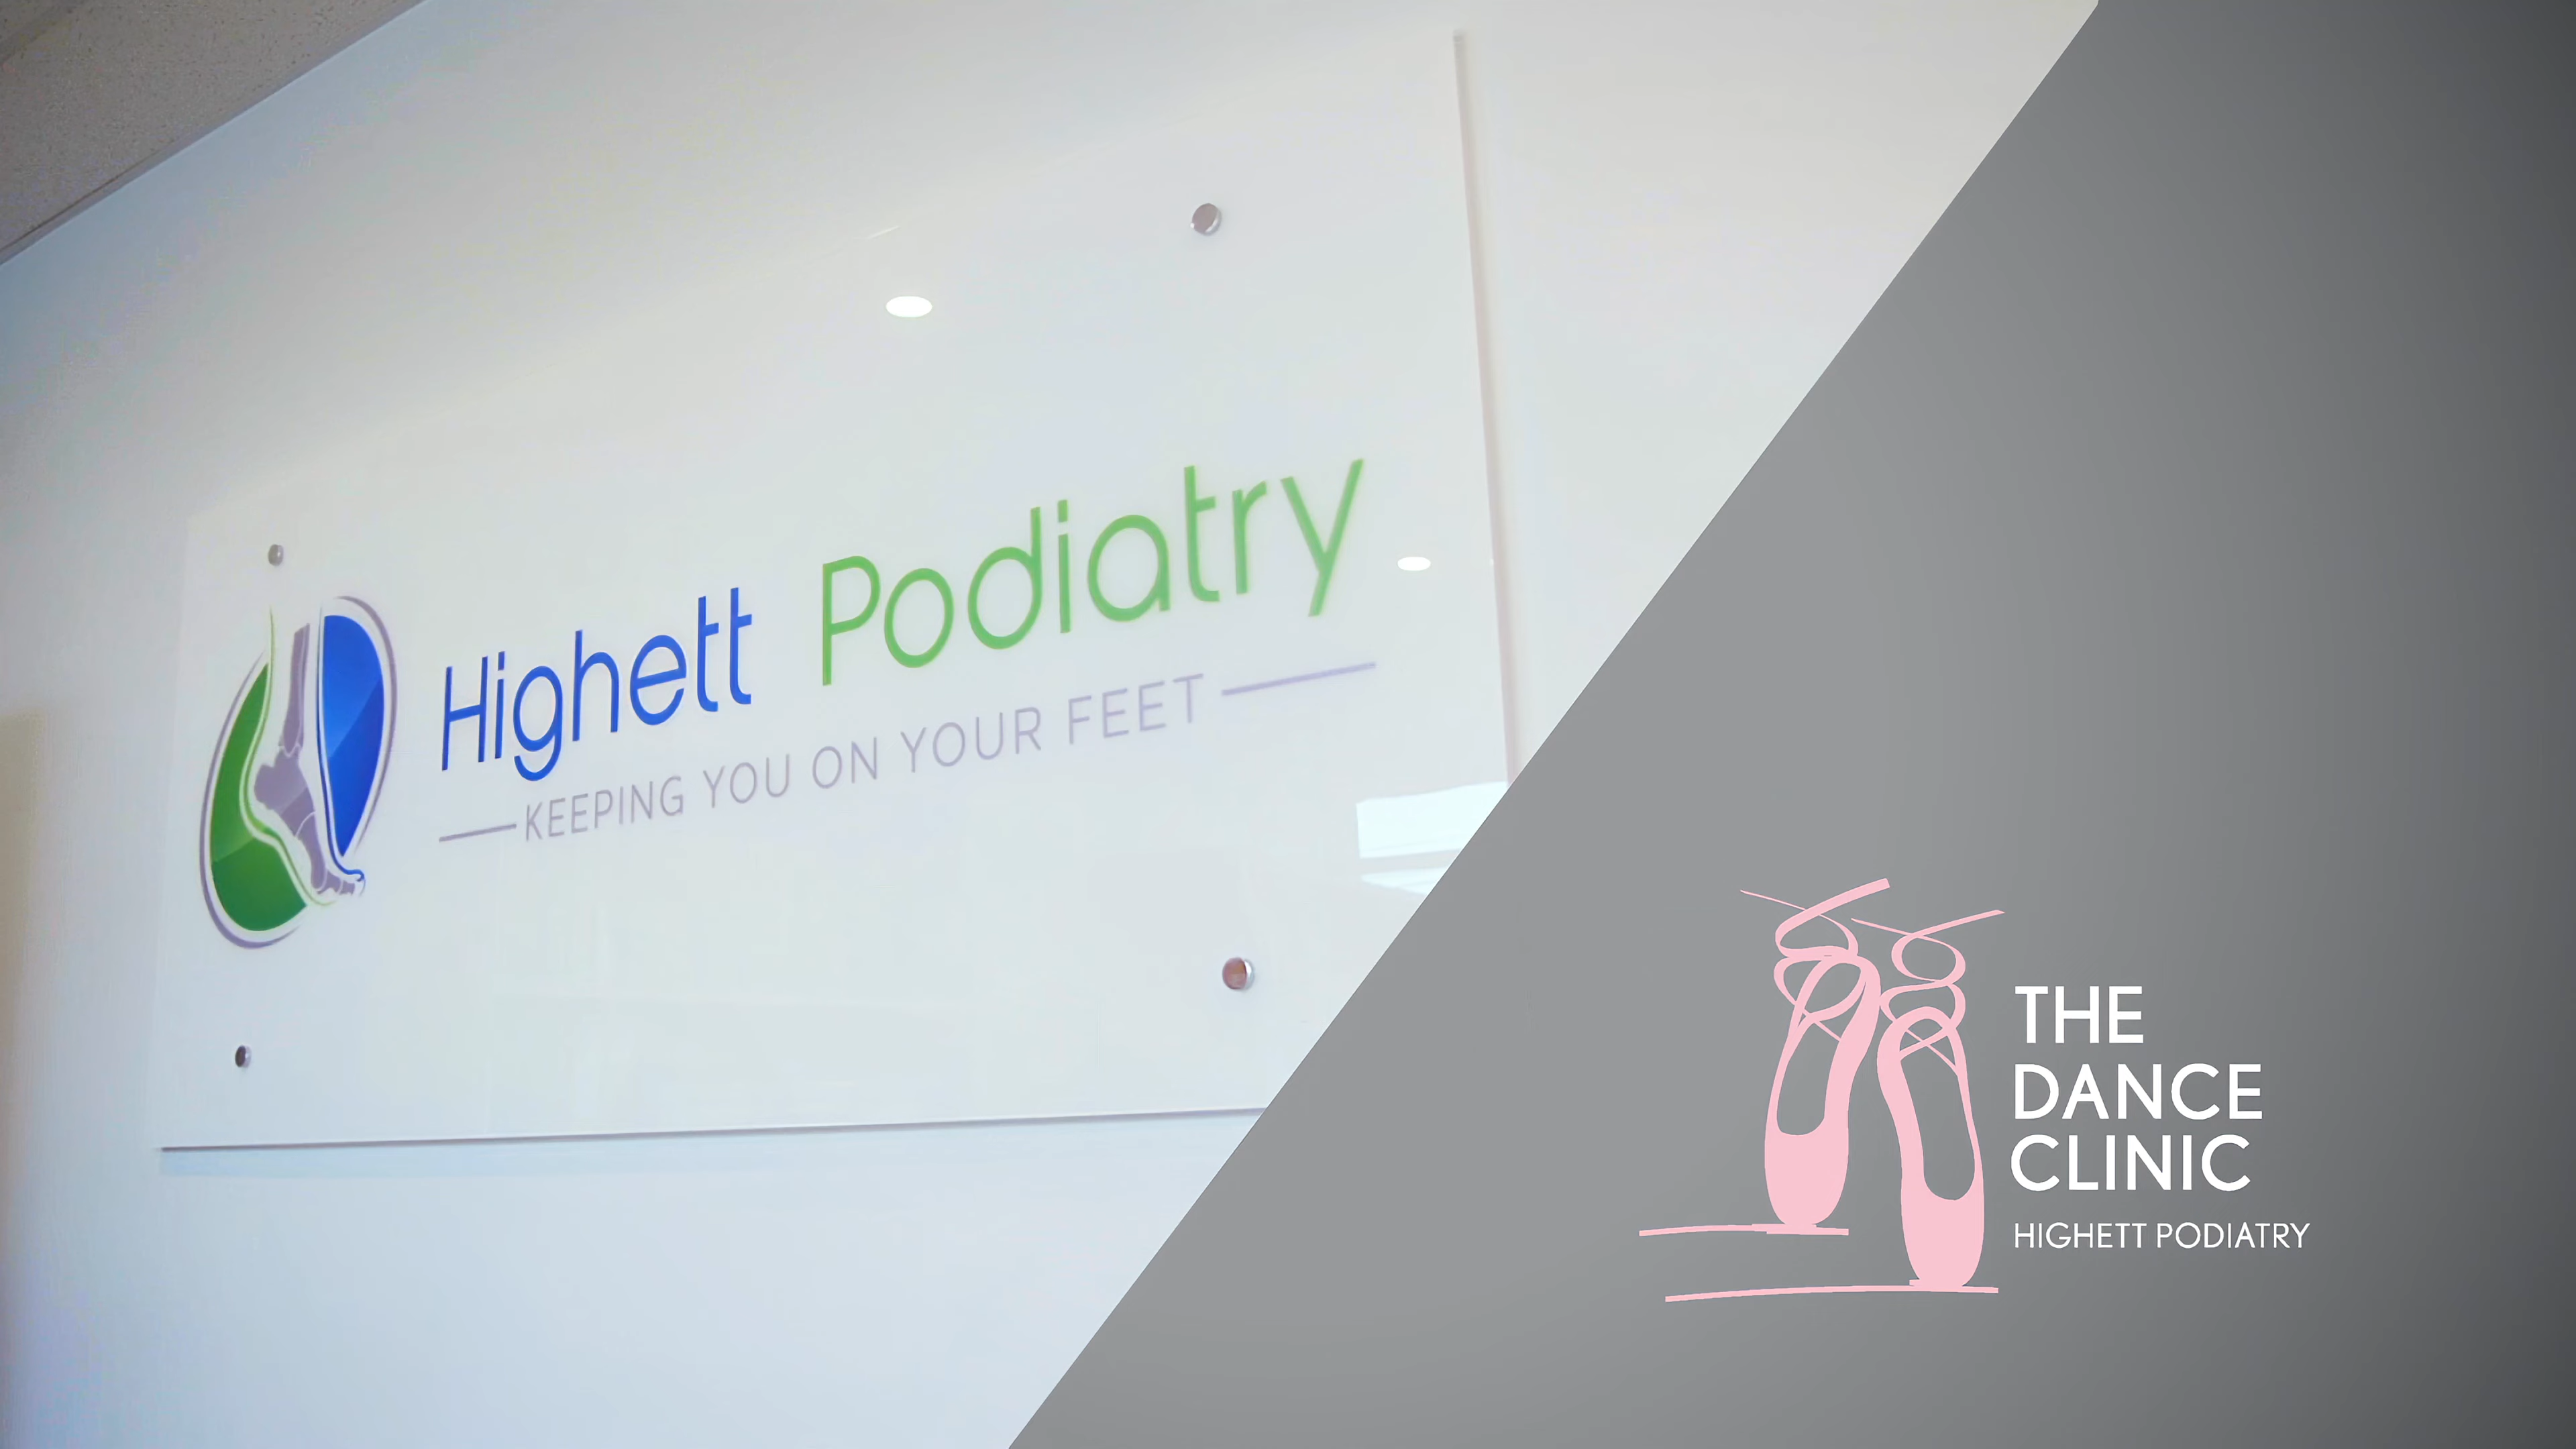 Highett Podiatry
KEEPING YOU ON YOUR FEET
THE
DANCE
CLINIC
HIGHETT PODIATRY